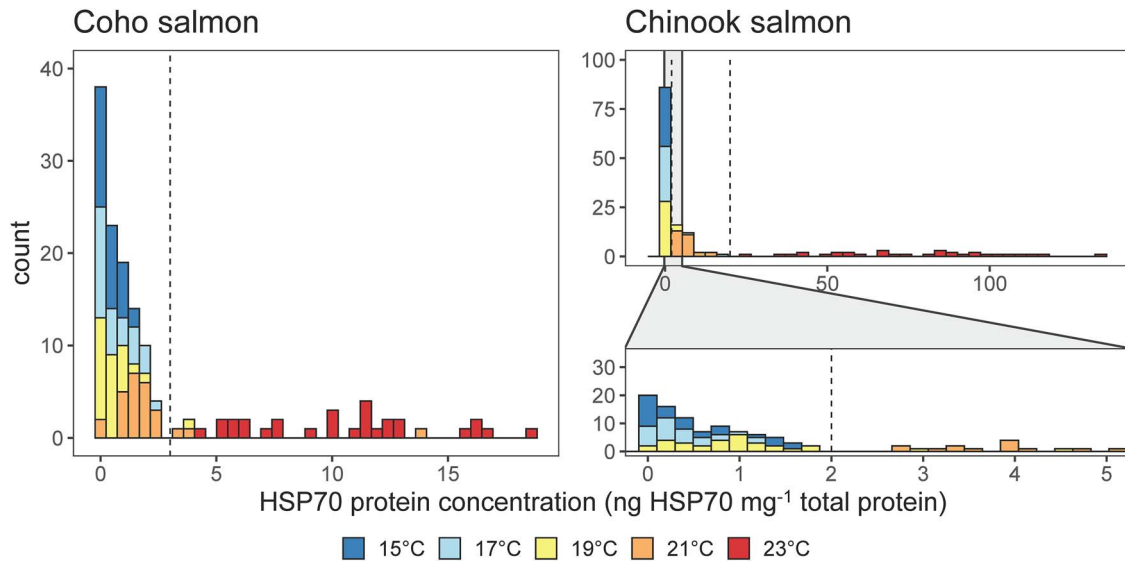 Coho salmon
Chinook salmon
count
40
30
20
10
0
0 5 10 15
100
75
50
25
0
0 50 100
30
20
10
0
0 1 2 3 4 5
HSP70 protein concentration (ng HSP70 mg⁻¹ total protein)
15°C 17°C 19°C 21°C 23°C